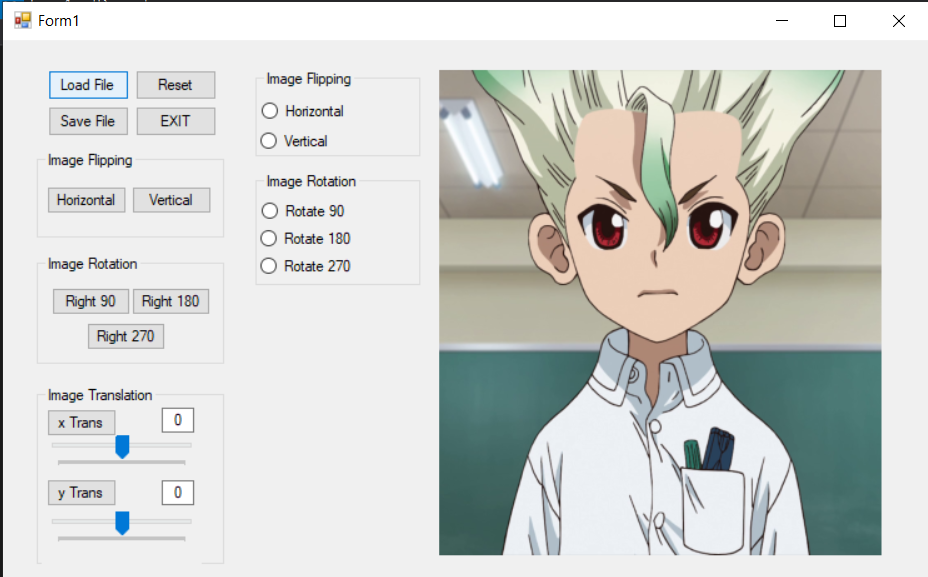 Form1
Load File
Reset
Save File
EXIT
Image Flipping
Horizontal
Vertical
Image Rotation
Right 90
Right 180
Right 270
Image Translation
x Trans
0
y Trans
0
Image Flipping
Horizontal
Vertical
Image Rotation
Rotate 90
Rotate 180
Rotate 270